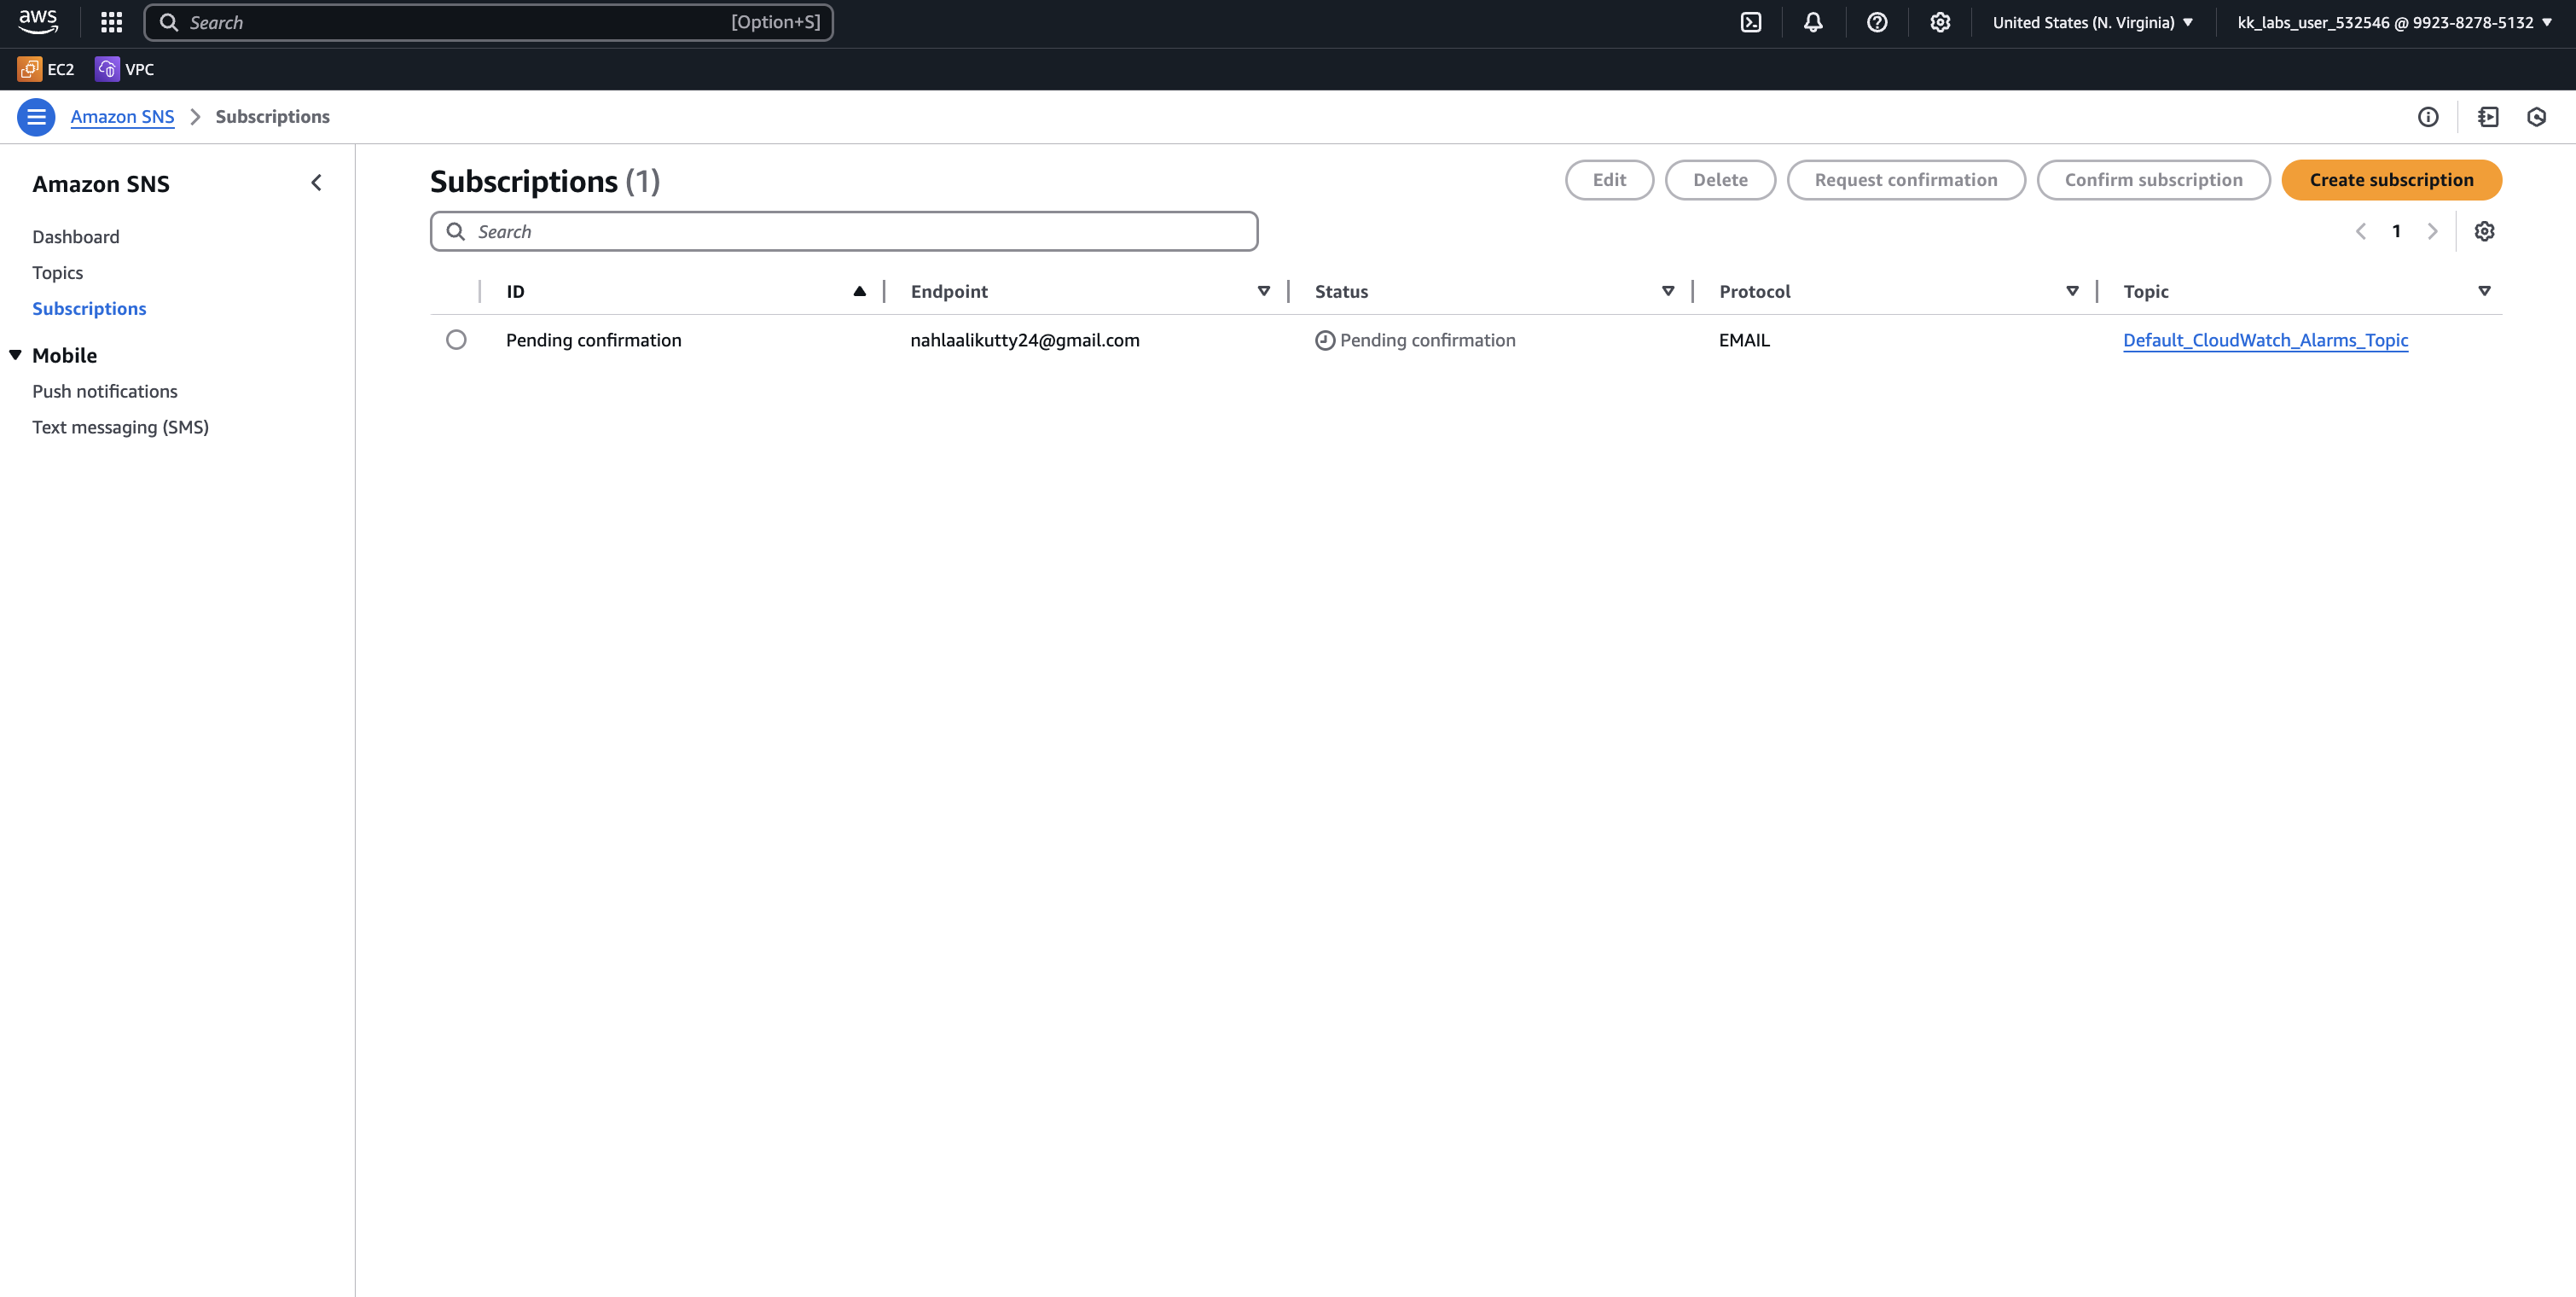 aws
Search [Option+S]
United States (N. Virginia)
kk_labs_user_532546 @ 9923-8278-5132
EC2 VPC
Amazon SNS Subscriptions
Amazon SNS
Dashboard
Topics
Subscriptions
Mobile
Push notifications
Text messaging (SMS)
Subscriptions (1)
Edit Delete Request confirmation Confirm subscription Create subscription
Search
1
ID Endpoint Status Protocol Topic
Pending confirmation nahlaalikutty24@gmail.com Pending confirmation EMAIL Default_CloudWatch_Alarms_Topic